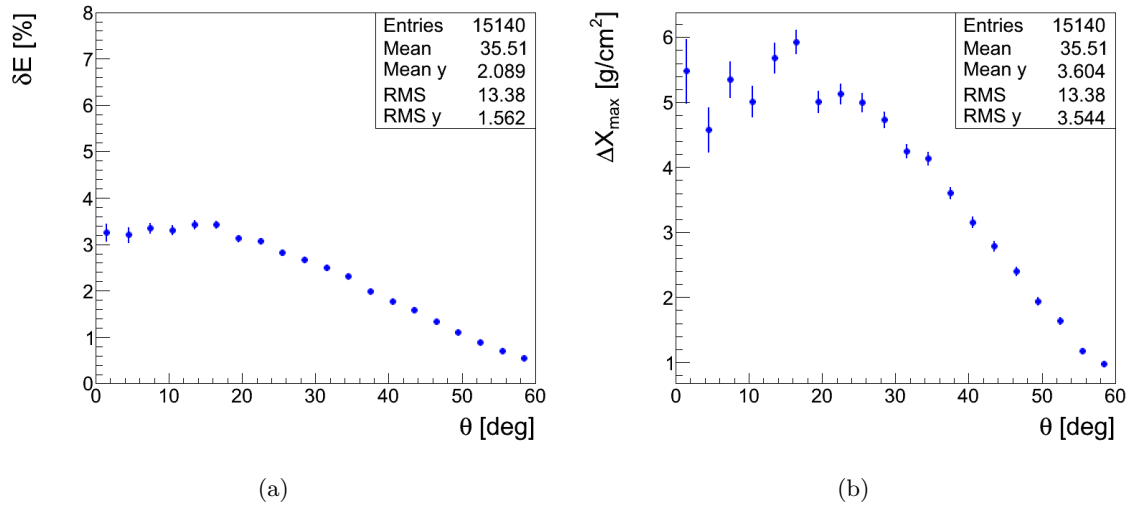 δE [%]
8
7
6
5
4
3
2
1
0
0 10 20 30 40 50 60
θ [deg]
Entries 15140
Mean 35.51
Mean y 2.089
RMS 13.38
RMS y 1.562
(a)
ΔXmax [g/cm²]
6
5
4
3
2
1
0 10 20 30 40 50 60
θ [deg]
Entries 15140
Mean 35.51
Mean y 3.604
RMS 13.38
RMS y 3.544
(b)